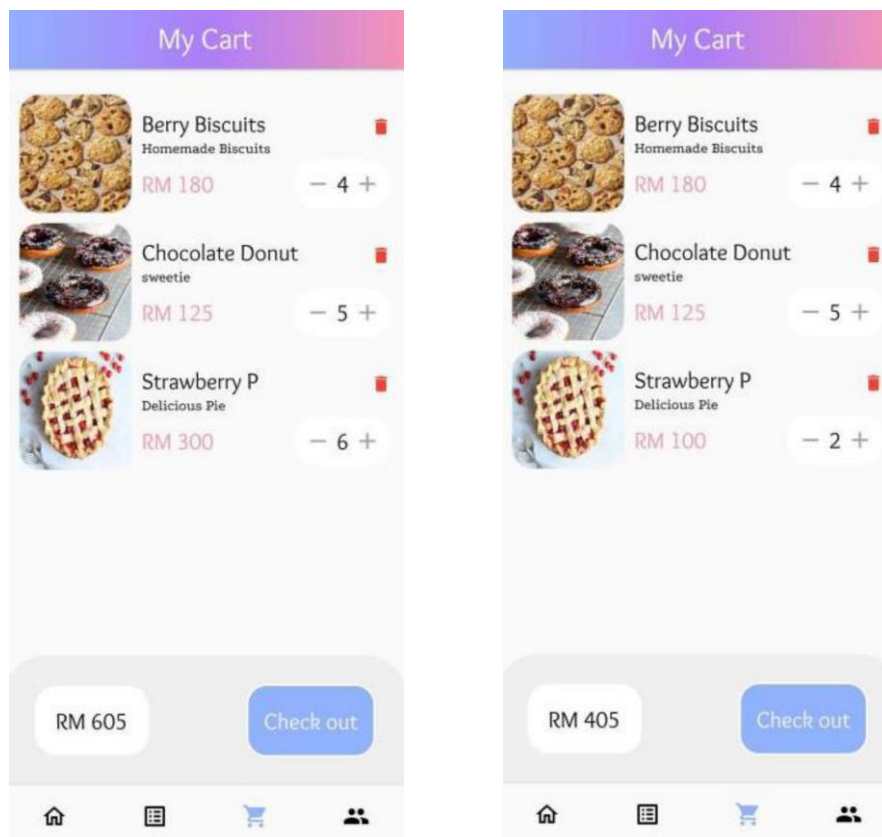 My Cart
Berry Biscuits
Homemade Biscuits
RM 180
− 4 +
Chocolate Donut
sweetie
RM 125
− 5 +
Strawberry P
Delicious Pie
RM 300
− 6 +
RM 605
Check out
My Cart
Berry Biscuits
Homemade Biscuits
RM 180
− 4 +
Chocolate Donut
sweetie
RM 125
− 5 +
Strawberry P
Delicious Pie
RM 100
− 2 +
RM 405
Check out